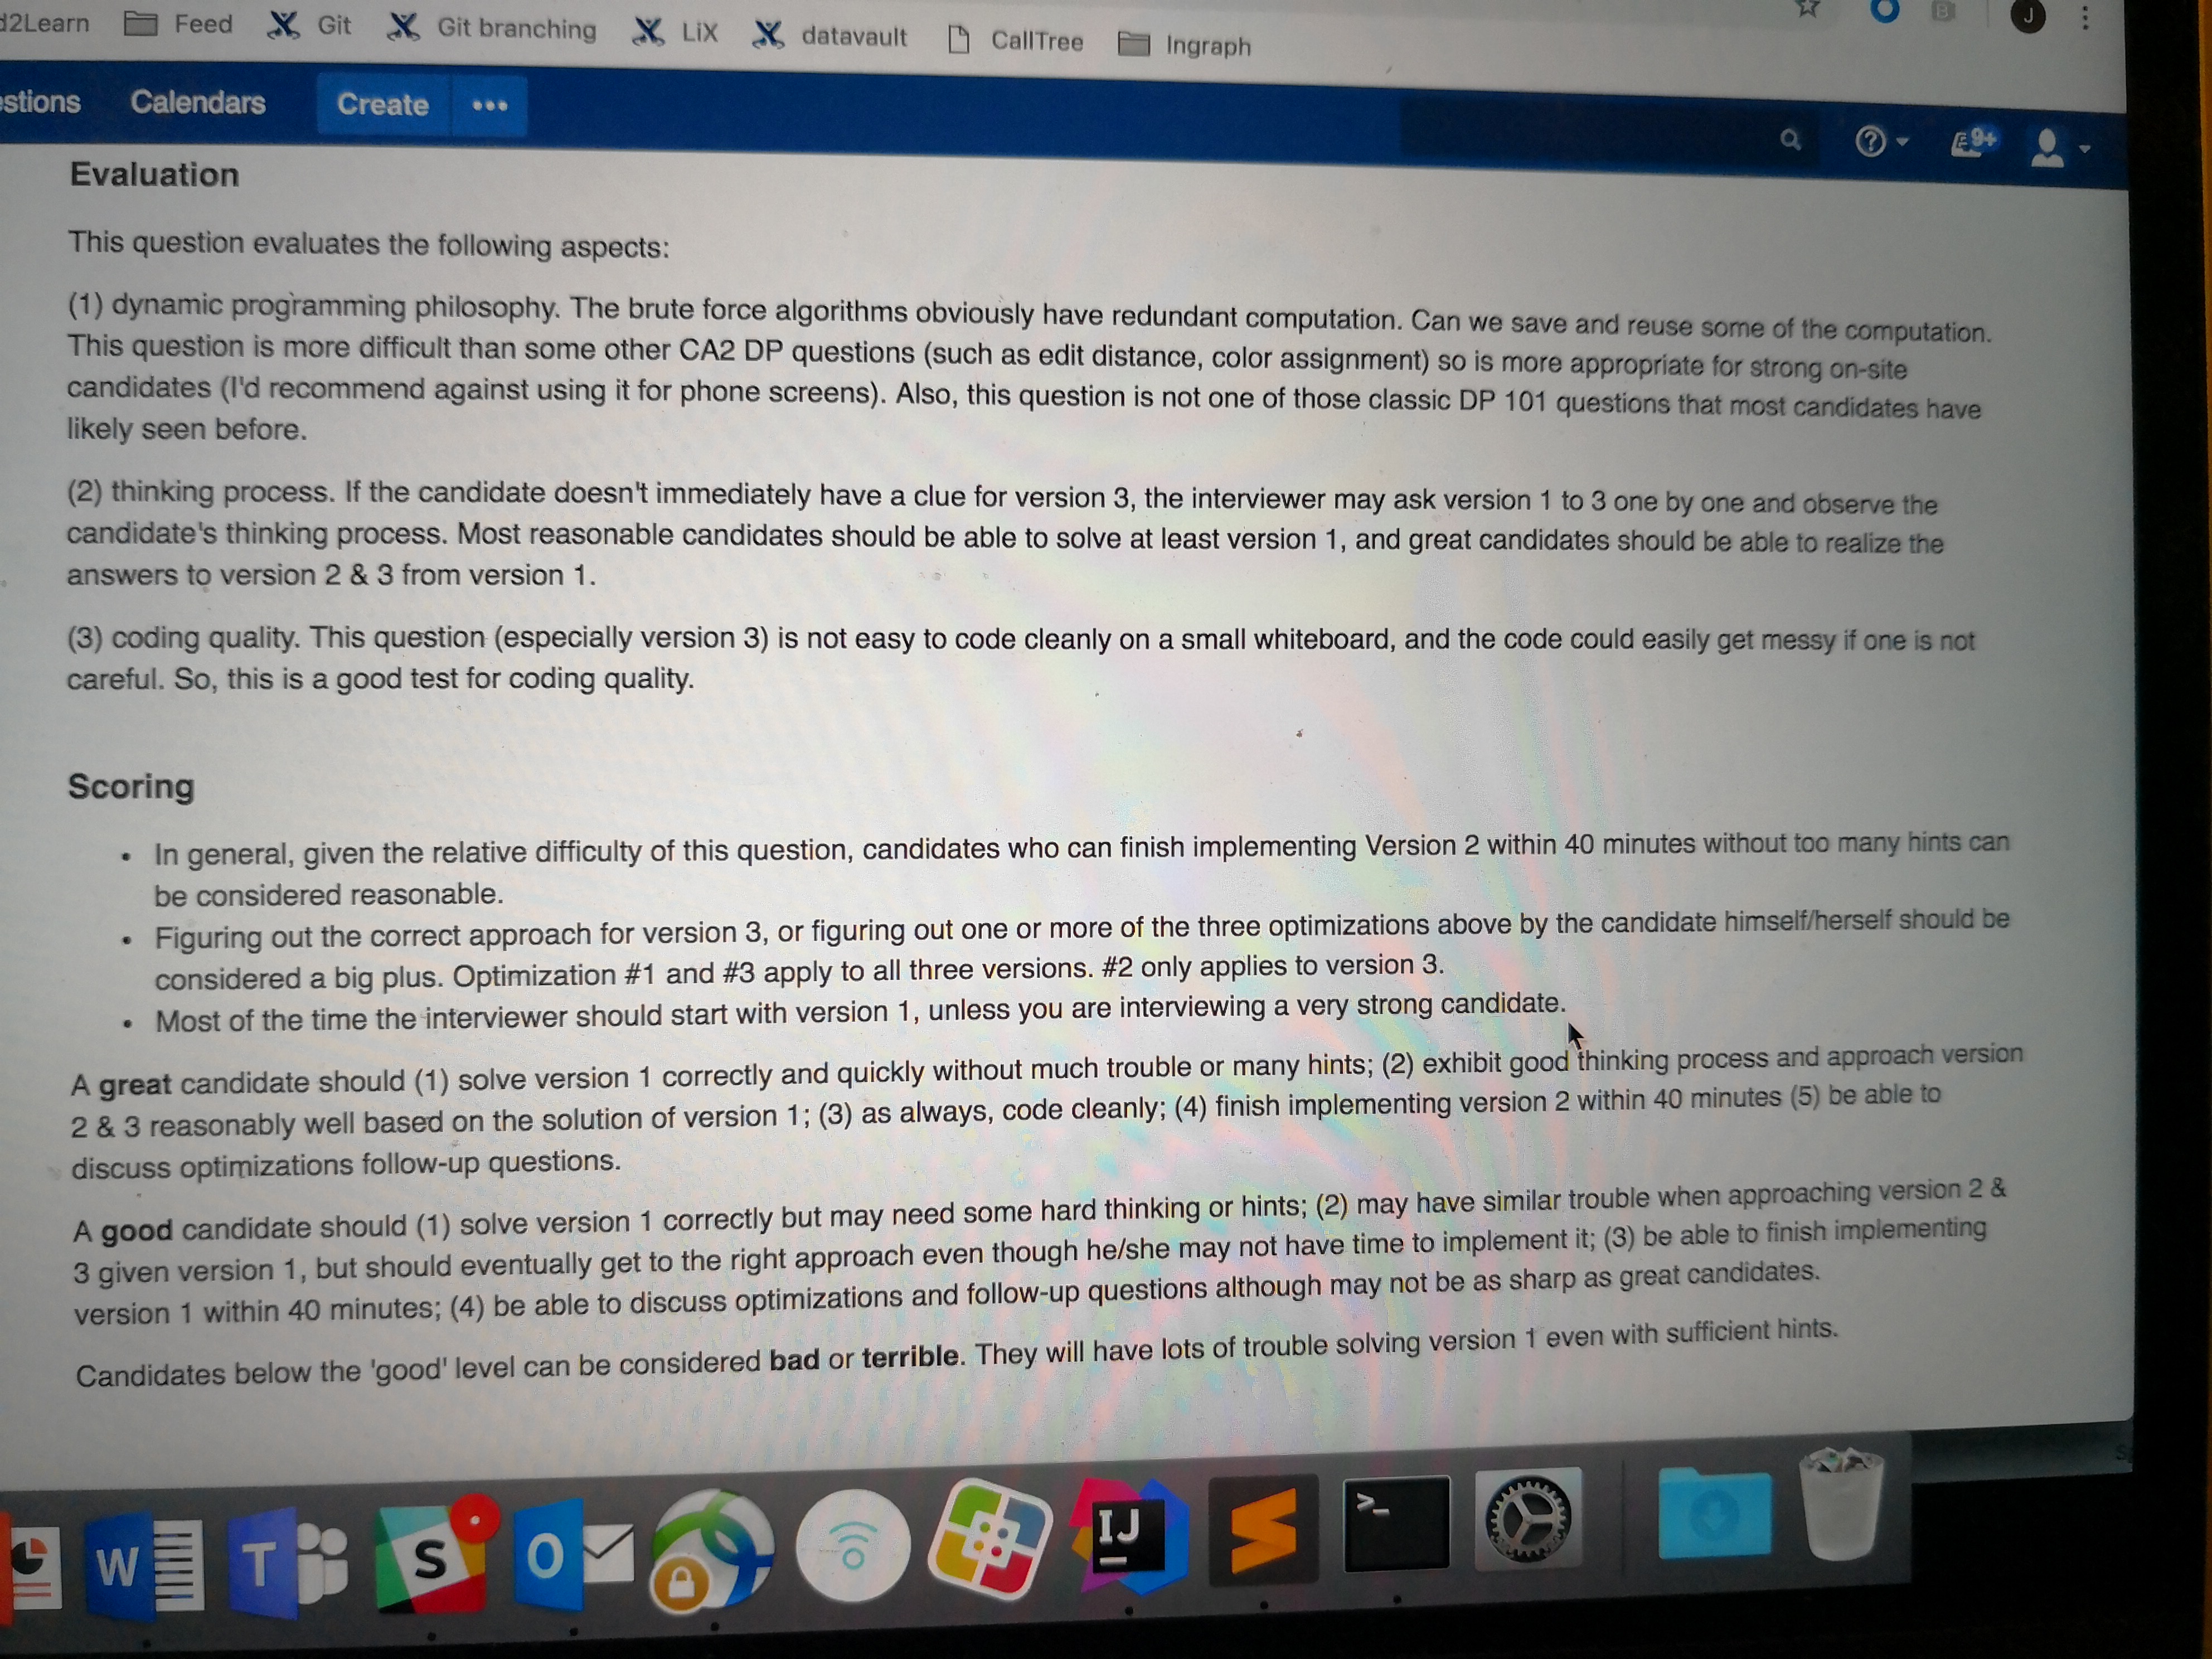 d2Learn Feed Git Git branching LiX datavault CallTree Ingraph B J
estions Calendars Create ••• 9+
Evaluation
This question evaluates the following aspects:
(1) dynamic programming philosophy. The brute force algorithms obviously have redundant computation. Can we save and reuse some of the computation.
This question is more difficult than some other CA2 DP questions (such as edit distance, color assignment) so is more appropriate for strong on-site
candidates (I'd recommend against using it for phone screens). Also, this question is not one of those classic DP 101 questions that most candidates have
likely seen before.
(2) thinking process. If the candidate doesn't immediately have a clue for version 3, the interviewer may ask version 1 to 3 one by one and observe the
candidate's thinking process. Most reasonable candidates should be able to solve at least version 1, and great candidates should be able to realize the
answers to version 2 & 3 from version 1.
(3) coding quality. This question (especially version 3) is not easy to code cleanly on a small whiteboard, and the code could easily get messy if one is not
careful. So, this is a good test for coding quality.
Scoring
• In general, given the relative difficulty of this question, candidates who can finish implementing Version 2 within 40 minutes without too many hints can
be considered reasonable.
• Figuring out the correct approach for version 3, or figuring out one or more of the three optimizations above by the candidate himself/herself should be
considered a big plus. Optimization #1 and #3 apply to all three versions. #2 only applies to version 3.
• Most of the time the interviewer should start with version 1, unless you are interviewing a very strong candidate.
A great candidate should (1) solve version 1 correctly and quickly without much trouble or many hints; (2) exhibit good thinking process and approach version
2 & 3 reasonably well based on the solution of version 1; (3) as always, code cleanly; (4) finish implementing version 2 within 40 minutes (5) be able to
discuss optimizations follow-up questions.
A good candidate should (1) solve version 1 correctly but may need some hard thinking or hints; (2) may have similar trouble when approaching version 2 &
3 given version 1, but should eventually get to the right approach even though he/she may not have time to implement it; (3) be able to finish implementing
version 1 within 40 minutes; (4) be able to discuss optimizations and follow-up questions although may not be as sharp as great candidates.
Candidates below the 'good' level can be considered bad or terrible. They will have lots of trouble solving version 1 even with sufficient hints.
W T S O IJ >_